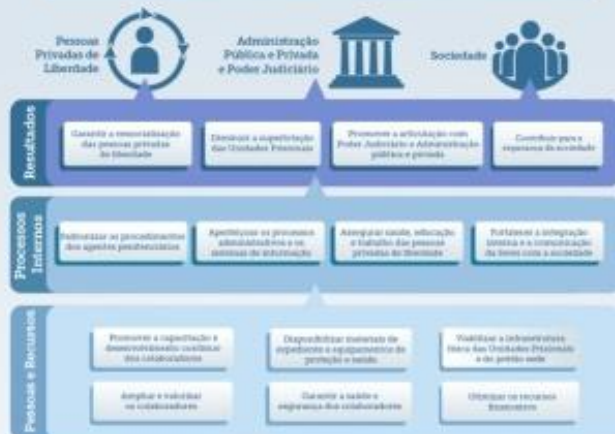 Pessoas
Privadas de
Liberdade
Administração
Pública e Privada
e Poder Judiciário
Sociedade
Resultados
Garantir a ressocialização
das pessoas privadas
de liberdade
Diminuir a superlotação
das Unidades Prisionais
Promover a articulação com
Poder Judiciário e Administração
pública e privada
Contribuir para a
segurança da sociedade
Processos
Internos
Padronizar os procedimentos
dos agentes penitenciários
Aperfeiçoar os processos
administrativos e os
sistemas de informação
Assegurar saúde, educação
e trabalho das pessoas
privadas de liberdade
Fortalecer a integração
interna e a comunicação
da com a sociedade
Pessoas e Recursos
Promover a capacitação e
desenvolvimento contínuo
dos colaboradores
Disponibilizar materiais de
expediente e equipamentos de
proteção e saúde
Viabilizar a infraestrutura
física das Unidades Prisionais
e do prédio sede
Ampliar e valorizar
os colaboradores
Garantir a saúde e
segurança dos colaboradores
Otimizar os recursos
financeiros